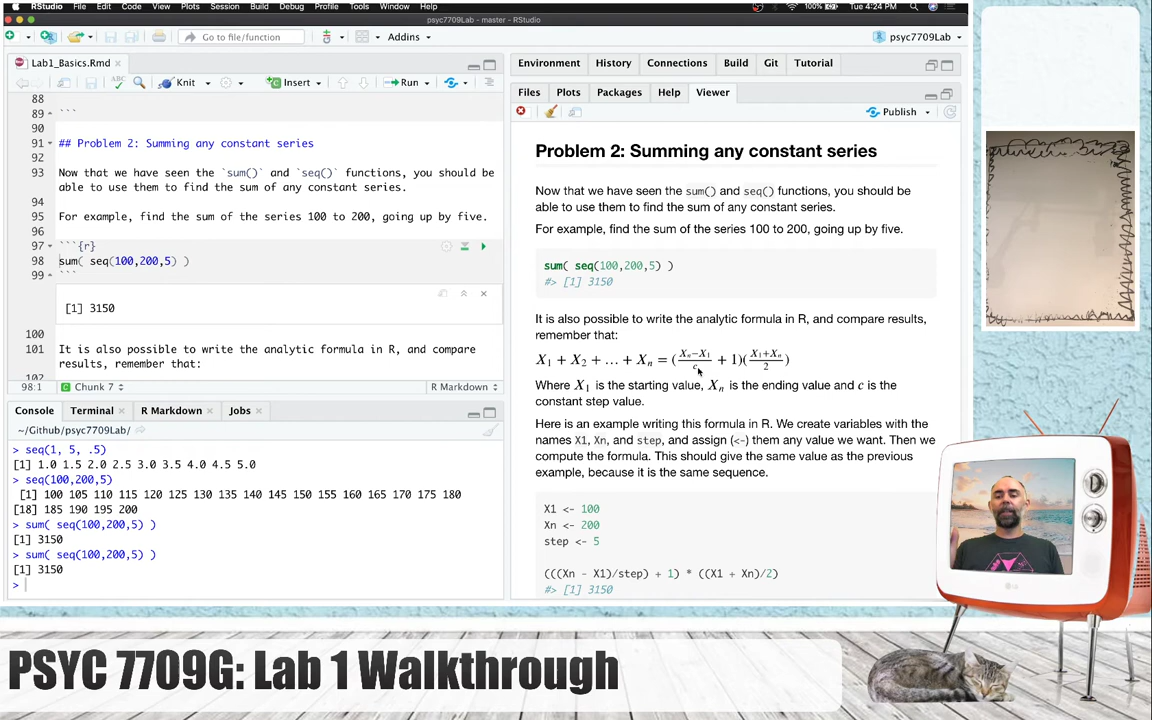 RStudio File Edit Code View Plots Session Build Debug Profile Tools Window Help 100% Tue 4:24 PM
psyc7709Lab - master - RStudio
Go to file/function Addins psyc7709Lab
Lab1_Basics.Rmd
ABC Knit Insert Run
88
89 ```
90
91 ## Problem 2: Summing any constant series
92
93 Now that we have seen the `sum()` and `seq()` functions, you should be
able to use them to find the sum of any constant series.
94
95 For example, find the sum of the series 100 to 200, going up by five.
96
97 ```{r}
98 sum( seq(100,200,5) )
99 ```
[1] 3150
100
101 It is also possible to write the analytic formula in R, and compare
results, remember that:
102
98:1 Chunk 7 R Markdown
Console Terminal R Markdown Jobs
~/Github/psyc7709Lab/
> seq(1, 5, .5)
[1] 1.0 1.5 2.0 2.5 3.0 3.5 4.0 4.5 5.0
> seq(100,200,5)
[1] 100 105 110 115 120 125 130 135 140 145 150 155 160 165 170 175 180
[18] 185 190 195 200
> sum( seq(100,200,5) )
[1] 3150
> sum( seq(100,200,5) )
[1] 3150
>
Environment History Connections Build Git Tutorial
Files Plots Packages Help Viewer
Publish
Problem 2: Summing any constant series
Now that we have seen the sum() and seq() functions, you should be
able to use them to find the sum of any constant series.
For example, find the sum of the series 100 to 200, going up by five.
sum( seq(100,200,5) )
#> [1] 3150
It is also possible to write the analytic formula in R, and compare results,
remember that:
X₁ + X₂ + … + Xₙ = ((Xₙ−X₁)/c + 1)((X₁+Xₙ)/2)
Where X₁ is the starting value, Xₙ is the ending value and c is the
constant step value.
Here is an example writing this formula in R. We create variables with the
names X1, Xn, and step, and assign (<-) them any value we want. Then we
compute the formula. This should give the same value as the previous
example, because it is the same sequence.
X1 <- 100
Xn <- 200
step <- 5
(((Xn - X1)/step) + 1) * ((X1 + Xn)/2)
#> [1] 3150
LG
PSYC 7709G: Lab 1 Walkthrough